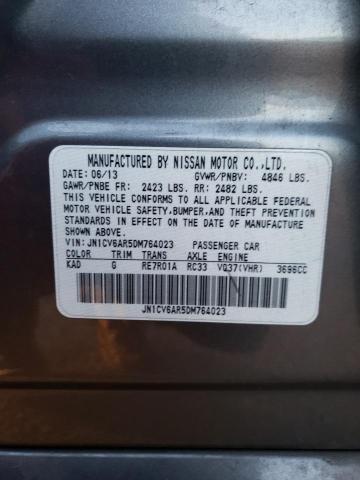 MANUFACTURED BY NISSAN MOTOR CO.,LTD.
DATE: 06/13 GVWR/PNBV: 4846 LBS.
GAWR/PNBE FR: 2423 LBS. RR: 2482 LBS.
THIS VEHICLE CONFORMS TO ALL APPLICABLE FEDERAL
MOTOR VEHICLE SAFETY,BUMPER,AND THEFT PREVENTION
STANDARDS IN EFFECT ON THE DATE OF MANUFACTURE
SHOWN ABOVE.
VIN:JN1CV6AR5DM764023 PASSENGER CAR
COLOR TRIM TRANS AXLE ENGINE
KAD G RE7R01A RC33 VQ37(VHR) 3696CC
JN1CV6AR5DM764023